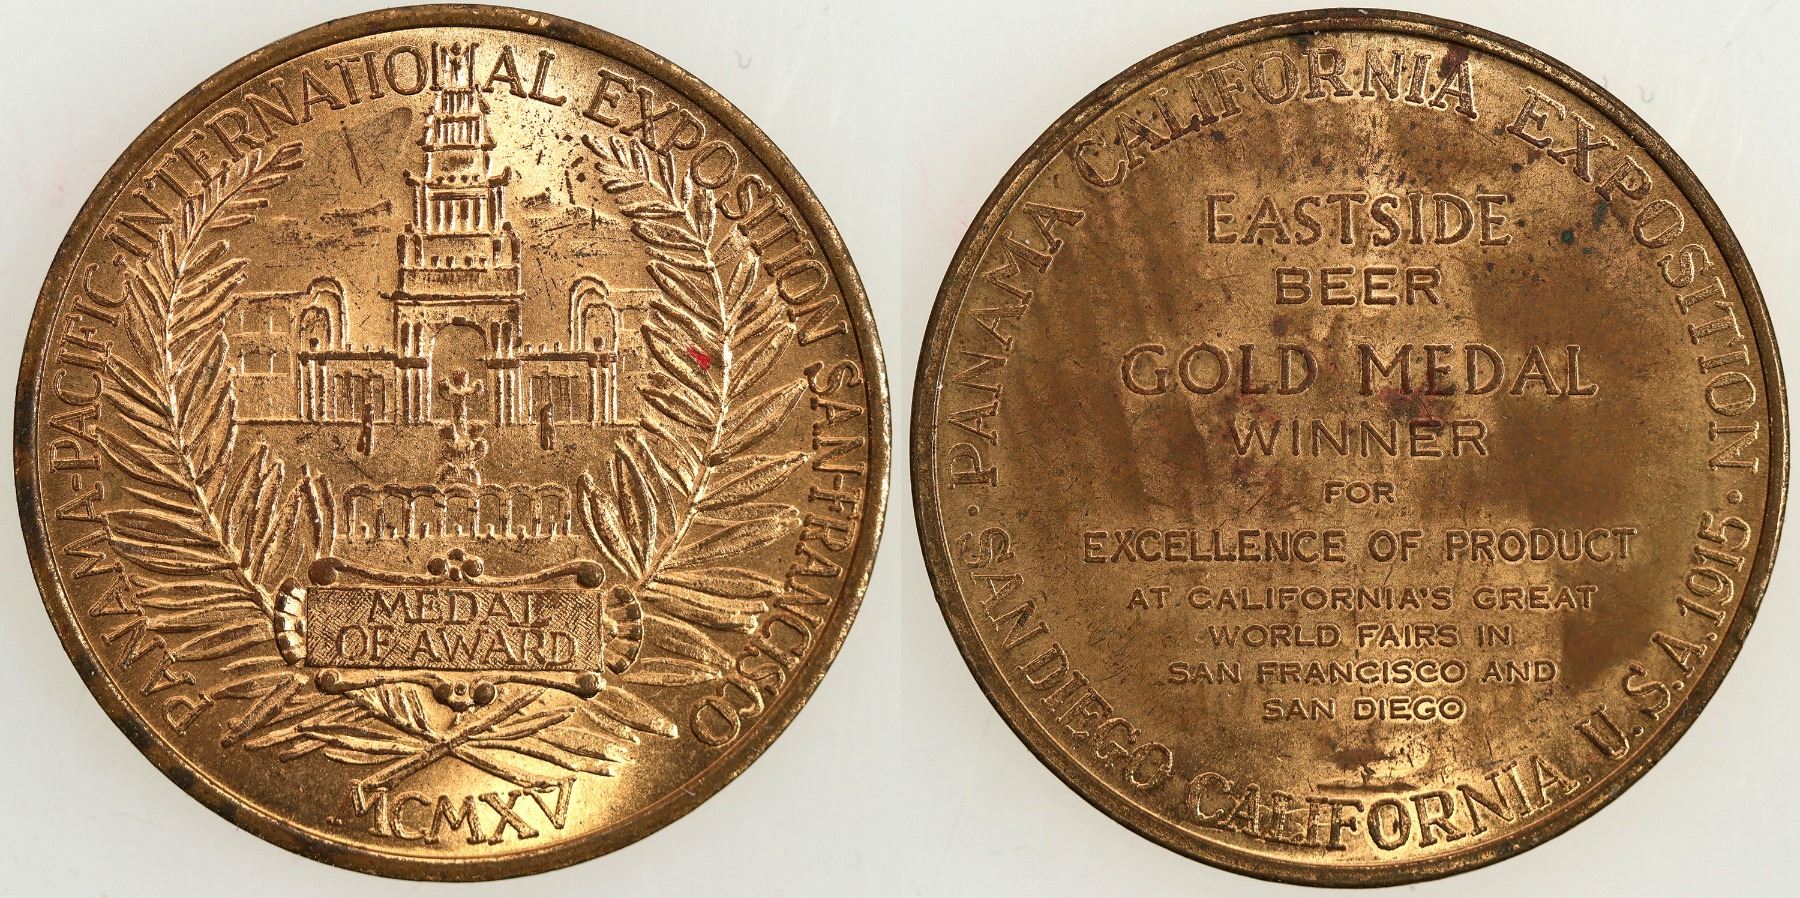 PANAMA-PACIFIC·INTERNATIONAL EXPOSITION SAN-FRANCISCO
MEDAL
OF AWARD
MCMXV
PANAMA CALIFORNIA EXPOSITION·
EASTSIDE
BEER
GOLD MEDAL
WINNER
FOR
EXCELLENCE OF PRODUCT
AT CALIFORNIA'S GREAT
WORLD FAIRS IN
SAN FRANCISCO AND
SAN DIEGO
SAN DIEGO CALIFORNIA. U.S.A. 1915·